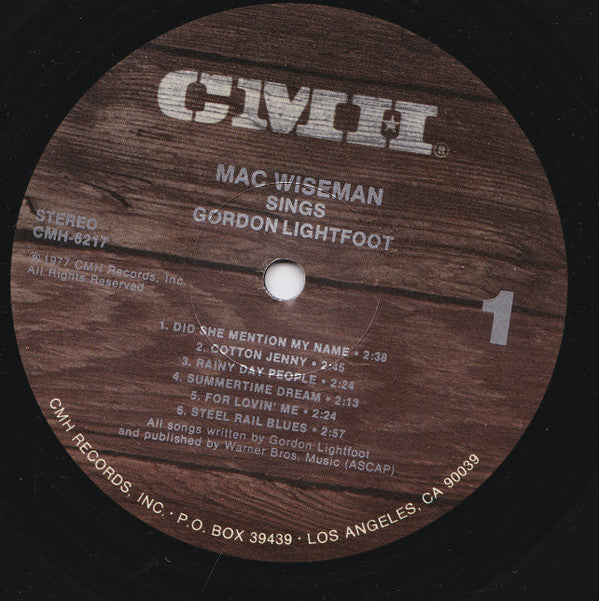 CMH®
MAC WISEMAN
SINGS
GORDON LIGHTFOOT
STEREO
CMH-6217
℗ 1977 CMH Records, Inc.
All Rights Reserved
1
1. DID SHE MENTION MY NAME • 2:38
2. COTTON JENNY • 2:45
3. RAINY DAY PEOPLE • 2:24
4. SUMMERTIME DREAM • 2:13
5. FOR LOVIN' ME • 2:24
6. STEEL RAIL BLUES • 2:57
All songs written by Gordon Lightfoot
and published by Warner Bros. Music (ASCAP)
CMH RECORDS, INC. • P.O. BOX 39439 • LOS ANGELES, CA 90039